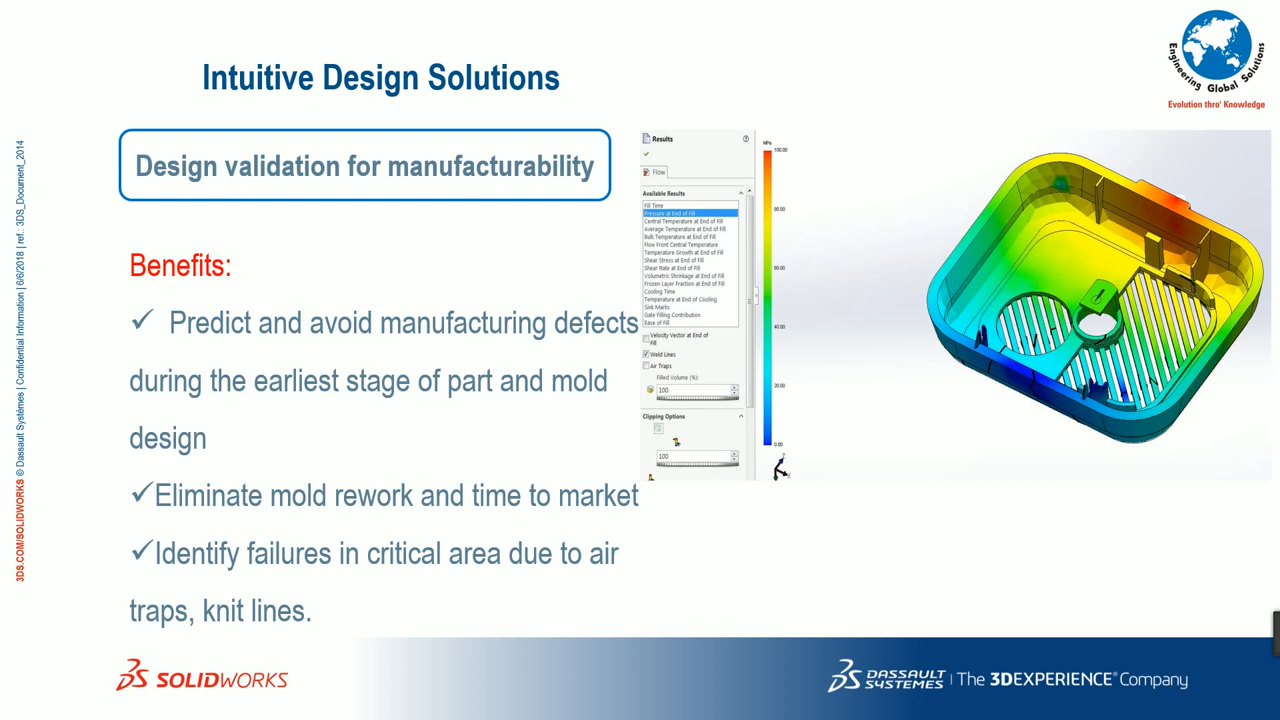 Intuitive Design Solutions
Engineering Global Solutions
Evolution thro' Knowledge
Design validation for manufacturability
Benefits:
✓ Predict and avoid manufacturing defects
during the earliest stage of part and mold
design
✓Eliminate mold rework and time to market
✓Identify failures in critical area due to air
traps, knit lines.
Results
Flow
Available Results
Fill Time
Pressure at End of Fill
Central Temperature at End of Fill
Average Temperature at End of Fill
Bulk Temperature at End of Fill
Flow Front Central Temperature
Temperature Growth at End of Fill
Shear Stress at End of Fill
Shear Rate at End of Fill
Volumetric Shrinkage at End of Fill
Frozen Layer Fraction at End of Fill
Cooling Time
Temperature at End of Cooling
Sink Marks
Gate Filling Contribution
Ease of Fill
Velocity Vector at End of
Fill
Weld Lines
Air Traps
Filled Volume (%):
100
Clipping Options
100
MPa
100.00
80.00
60.00
40.00
20.00
0.00
Z
X
3DS.COM/SOLIDWORKS © Dassault Systèmes | Confidential Information | 6/6/2018 | ref.: 3DS_Document_2014
SOLIDWORKS
DASSAULT SYSTEMES | The 3DEXPERIENCE® Company